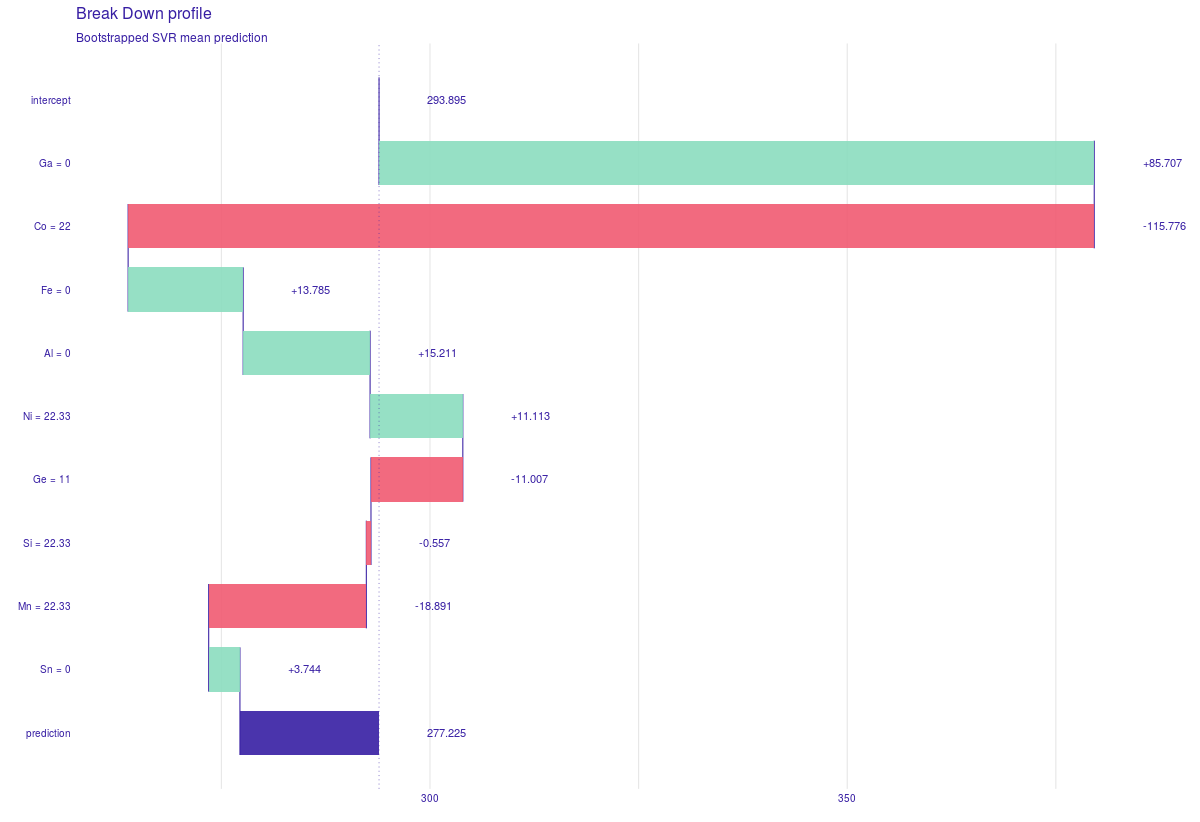 Break Down profile
Bootstrapped SVR mean prediction
intercept 293.895
Ga = 0 +85.707
Co = 22 -115.776
Fe = 0 +13.785
Al = 0 +15.211
Ni = 22.33 +11.113
Ge = 11 -11.007
Si = 22.33 -0.557
Mn = 22.33 -18.891
Sn = 0 +3.744
prediction 277.225
300 350